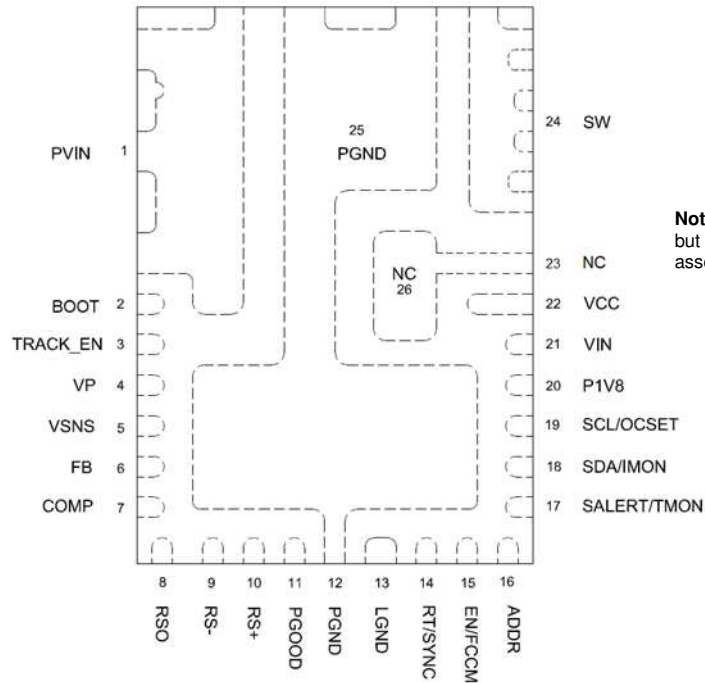 25
PGND
PVIN 1
24 SW
Not
but
ass
23 NC
NC
26
BOOT 2
22 VCC
TRACK_EN 3
21 VIN
VP 4
20 P1V8
VSNS 5
19 SCL/OCSET
FB 6
18 SDA/IMON
COMP 7
17 SALERT/TMON
8 9 10 11 12 13 14 15 16
RSO
RS-
RS+
PGOOD
PGND
LGND
RT/SYNC
EN/FCCM
ADDR